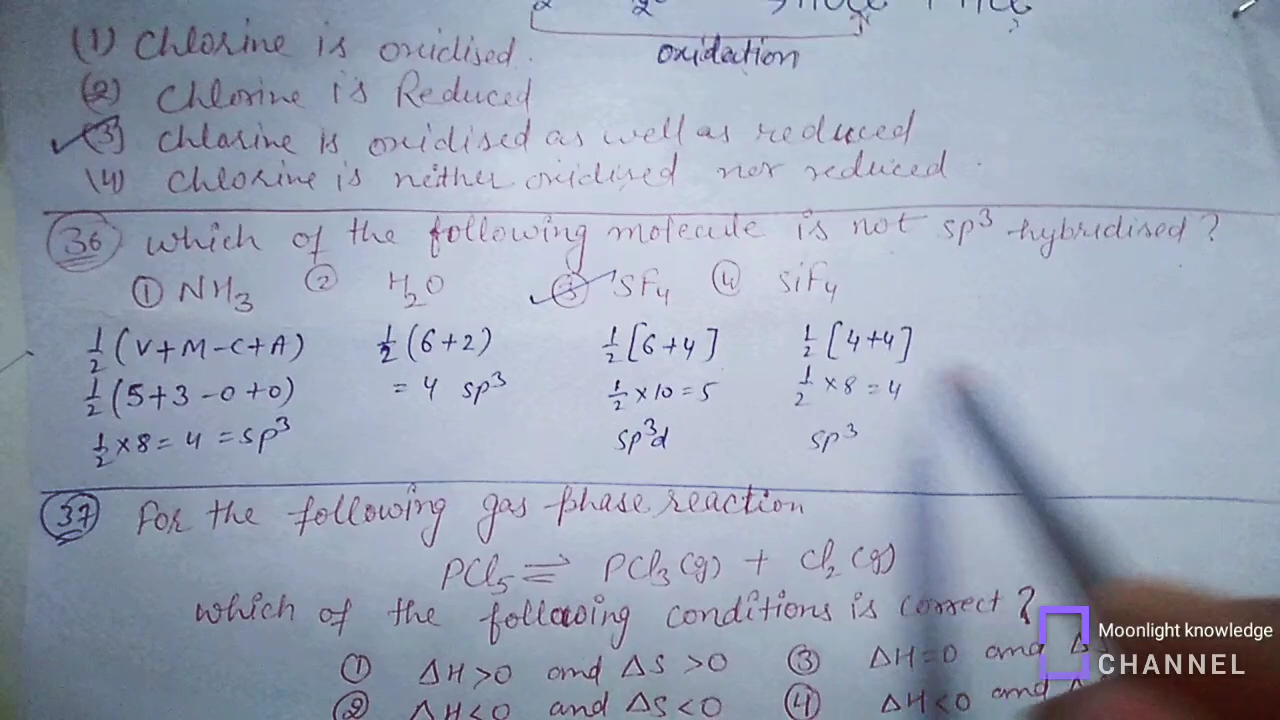 (1) Chlorine is oxidised.
oxidation
(2) Chlorine is Reduced
(3) Chlorine is oxidised as well as reduced
(4) Chlorine is neither oxidised nor reduced.
(36) Which of the following molecule is not sp³ hybridised?
① NH₃ ② H₂O ③ SF₄ ④ SiF₄
½(V+M-C+A) ½(6+2) ½[6+4] ½[4+4]
½(5+3-0+0) = 4 sp³ ½×10=5 ½×8=4
½×8=4=sp³ sp³d sp³
(37) For the following gas phase reaction
PCl₅ ⇌ PCl₃(g) + Cl₂(g)
which of the following conditions is correct?
① ΔH>0 and ΔS>0 ③ ΔH=0 and
② ΔH<0 and ΔS<0 ④ ΔH<0 and
Moonlight knowledge
CHANNEL